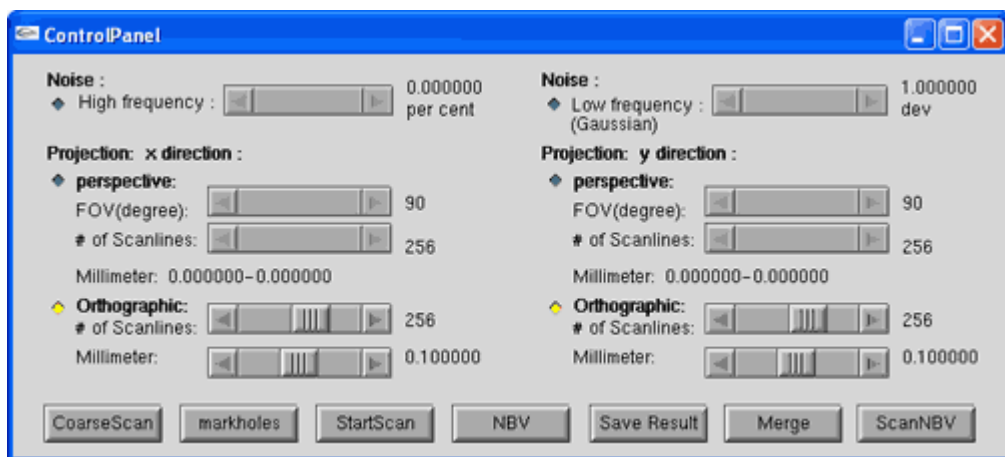 ControlPanel
Noise :
High frequency :
0.000000
per cent
Noise :
Low frequency :
(Gaussian)
1.000000
dev
Projection: x direction :
perspective:
FOV(degree):
90
# of Scanlines:
256
Millimeter: 0.000000-0.000000
Orthographic:
# of Scanlines:
256
Millimeter:
0.100000
Projection: y direction :
perspective:
FOV(degree):
90
# of Scanlines:
256
Millimeter: 0.000000-0.000000
Orthographic:
# of Scanlines:
256
Millimeter:
0.100000
CoarseScan markholes StartScan NBV Save Result Merge ScanNBV